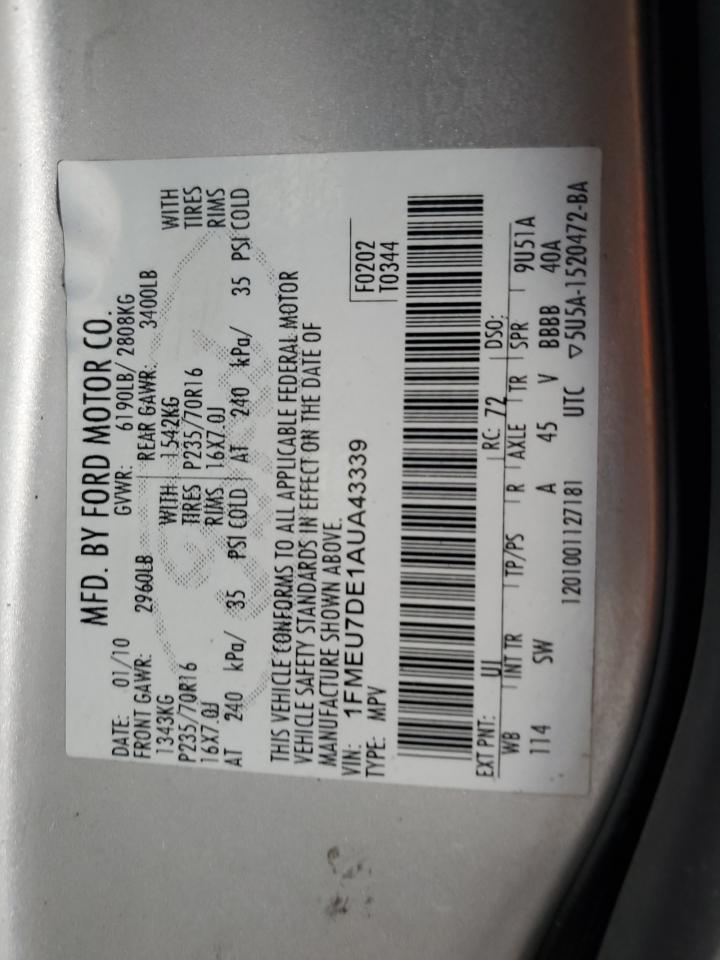 MFD. BY FORD MOTOR CO.
DATE: 01/10 GVWR: 6190LB/ 2808KG
FRONT GAWR: 2960LB REAR GAWR: 3400LB
1343KG WITH 1542KG WITH
P235/70R16 TIRES P235/70R16 TIRES
16X7.0J RIMS 16X7.0J RIMS
AT 240 kPa/ 35 PSI COLD AT 240 kPa/ 35 PSI COLD
THIS VEHICLE CONFORMS TO ALL APPLICABLE FEDERAL MOTOR
VEHICLE SAFETY STANDARDS IN EFFECT ON THE DATE OF
MANUFACTURE SHOWN ABOVE.
VIN: 1FMEU7DE1AUA43339 F0202
TYPE: MPV T0344
EXT PNT: UJ RC: 72 DSO:
WB INT TR TP/PS R AXLE TR SPR 9U51A
114 SW A 45 V BBBB 40A
1201001127181 UTC ▽5U5A-1520472-BA